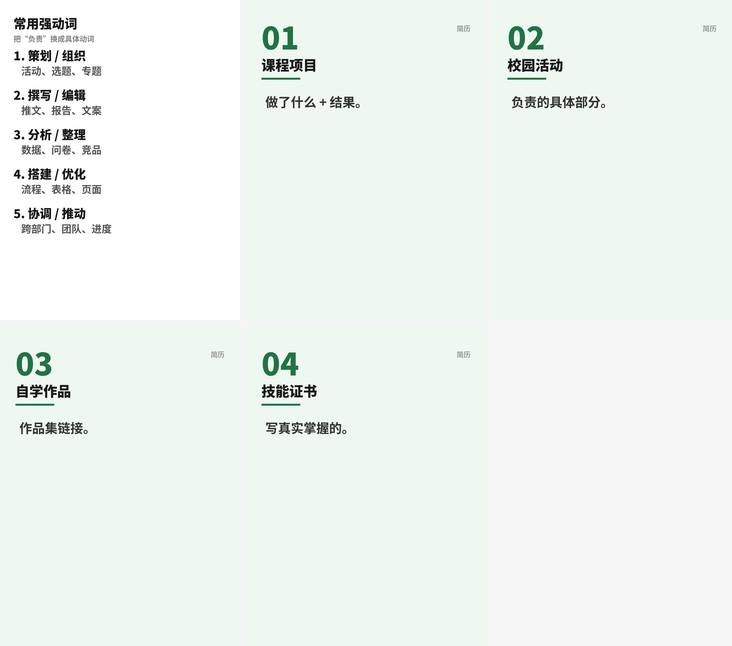 常用强动词
把“负责”换成具体动词
1. 策划 / 组织
活动、选题、专题
2. 撰写 / 编辑
推文、报告、文案
3. 分析 / 整理
数据、问卷、竞品
4. 搭建 / 优化
流程、表格、页面
5. 协调 / 推动
跨部门、团队、进度
01
简历
课程项目
做了什么 + 结果。
02
简历
校园活动
负责的具体部分。
03
简历
自学作品
作品集链接。
04
简历
技能证书
写真实掌握的。